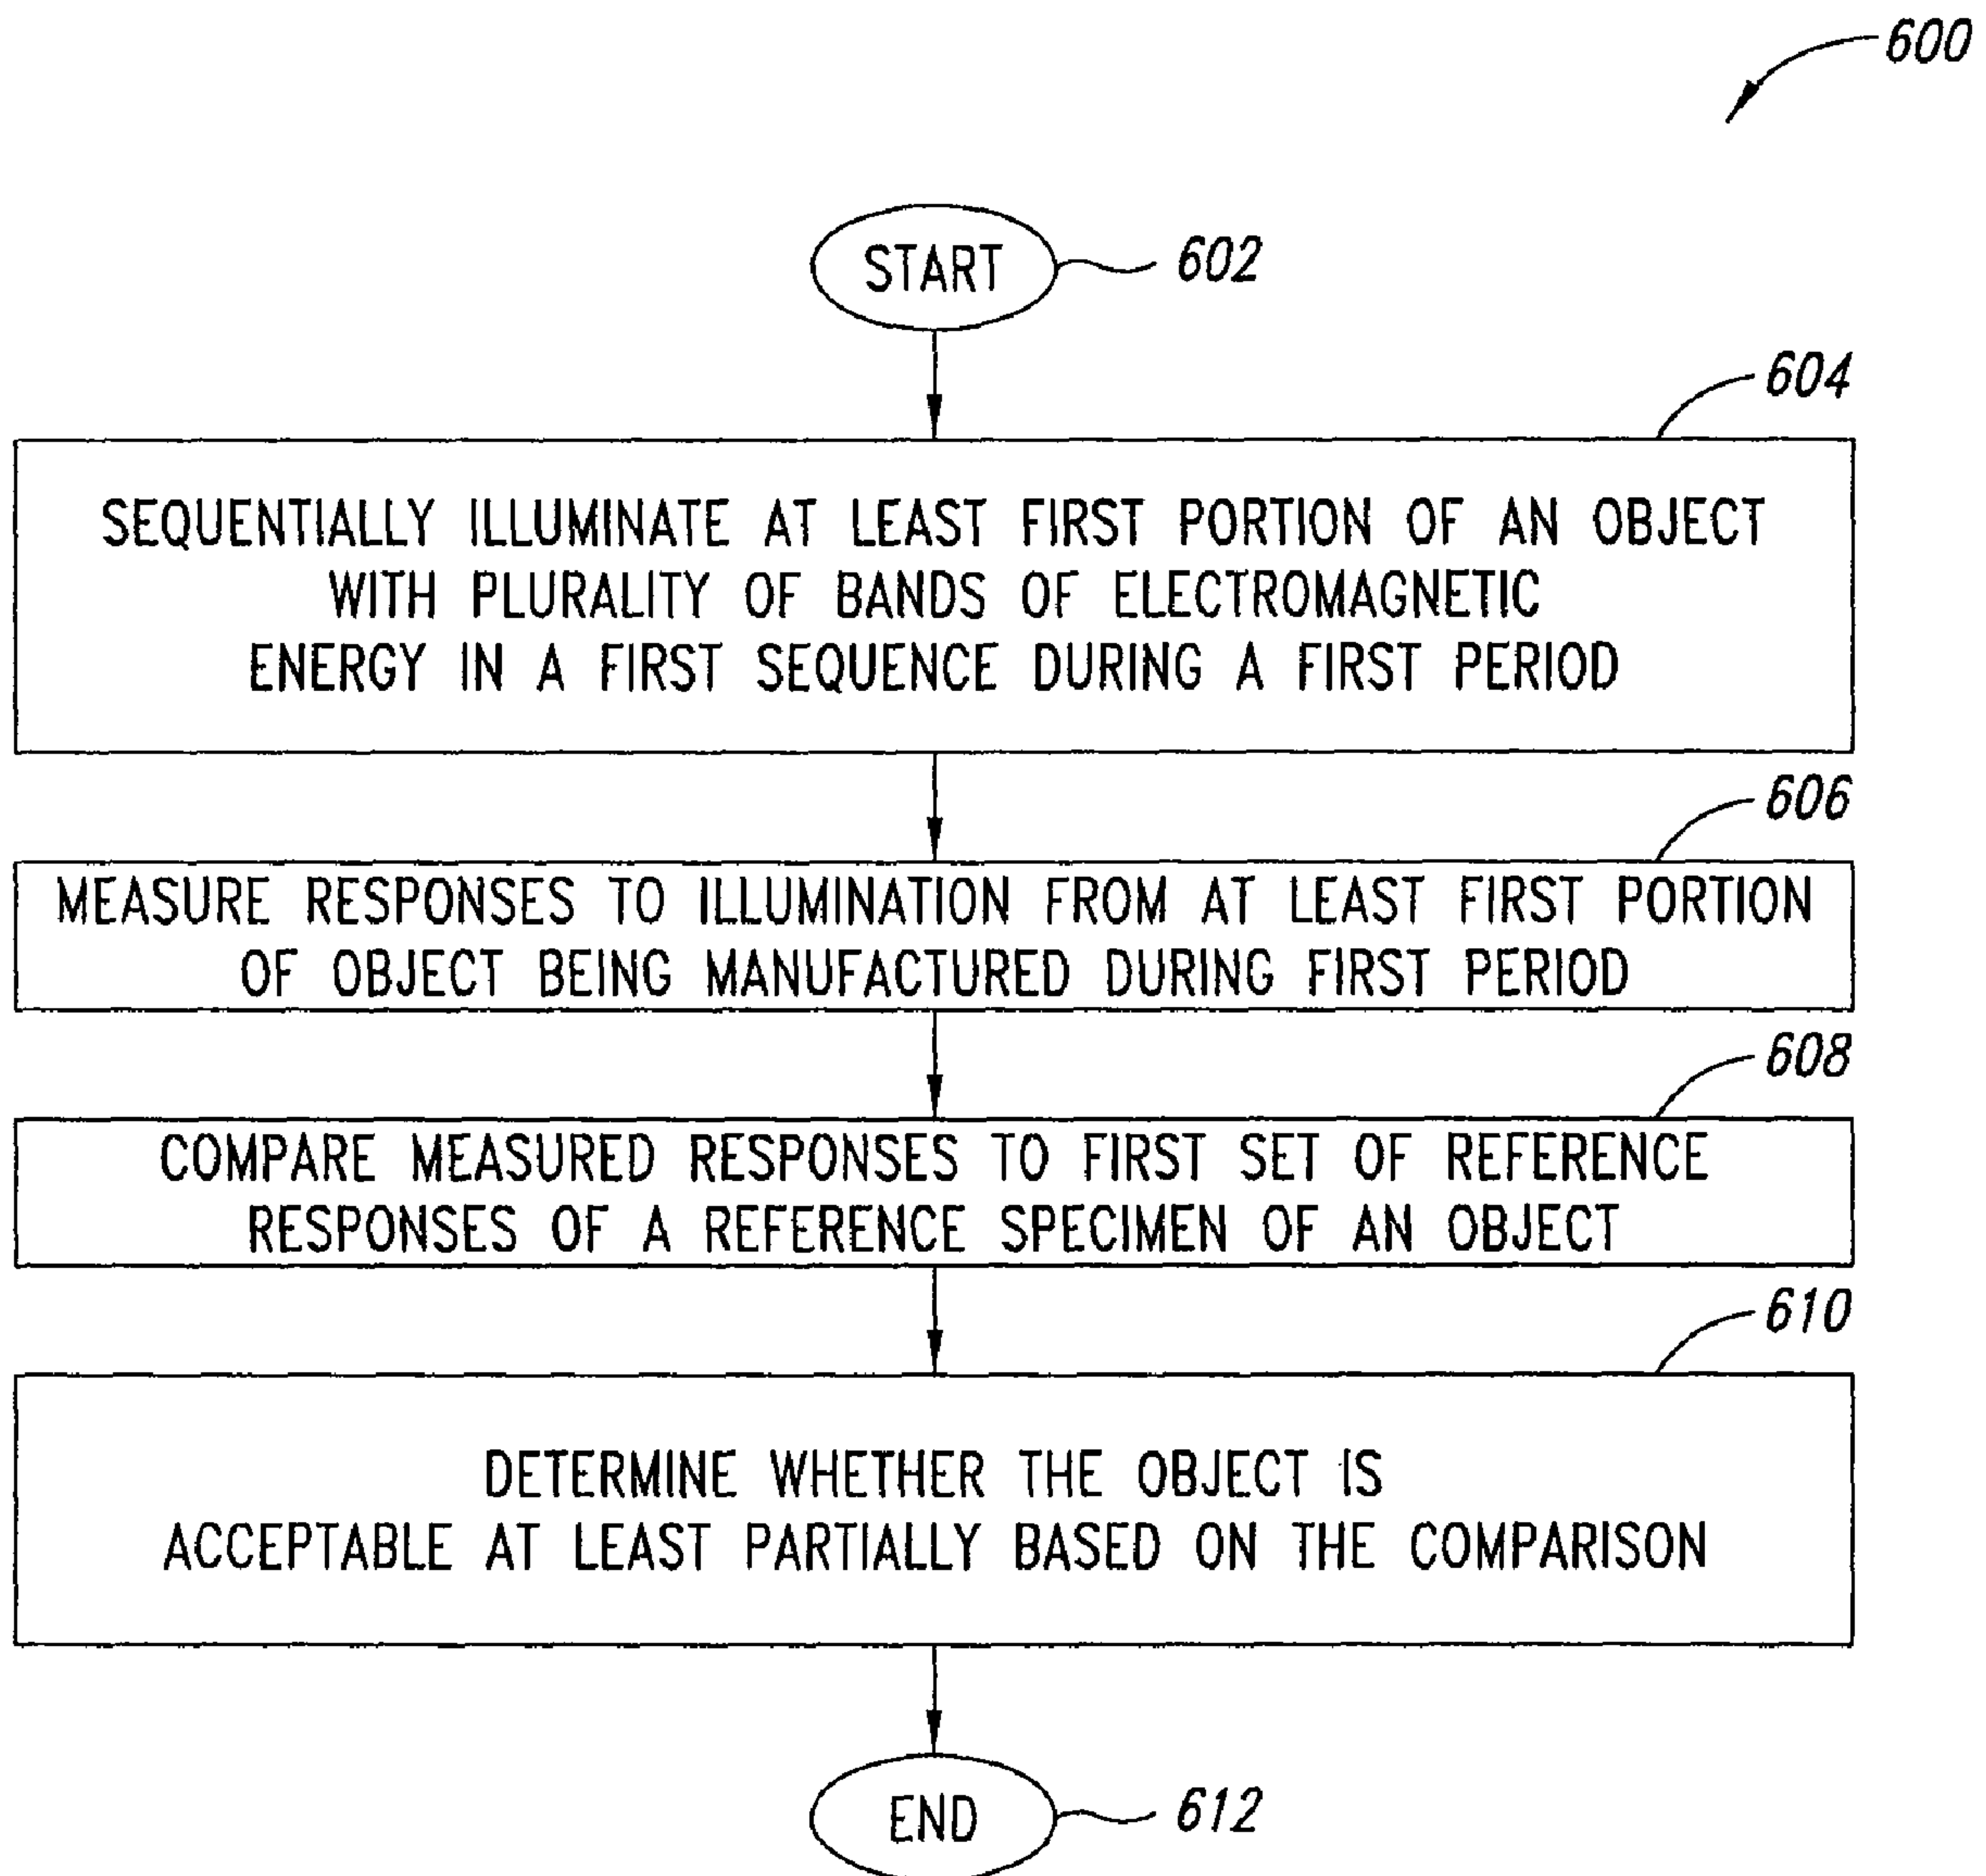 600
START
602
604
SEQUENTIALLY ILLUMINATE AT LEAST FIRST PORTION OF AN OBJECT
WITH PLURALITY OF BANDS OF ELECTROMAGNETIC
ENERGY IN A FIRST SEQUENCE DURING A FIRST PERIOD
606
MEASURE RESPONSES TO ILLUMINATION FROM AT LEAST FIRST PORTION
OF OBJECT BEING MANUFACTURED DURING FIRST PERIOD
608
COMPARE MEASURED RESPONSES TO FIRST SET OF REFERENCE
RESPONSES OF A REFERENCE SPECIMEN OF AN OBJECT
610
DETERMINE WHETHER THE OBJECT IS
ACCEPTABLE AT LEAST PARTIALLY BASED ON THE COMPARISON
END
612